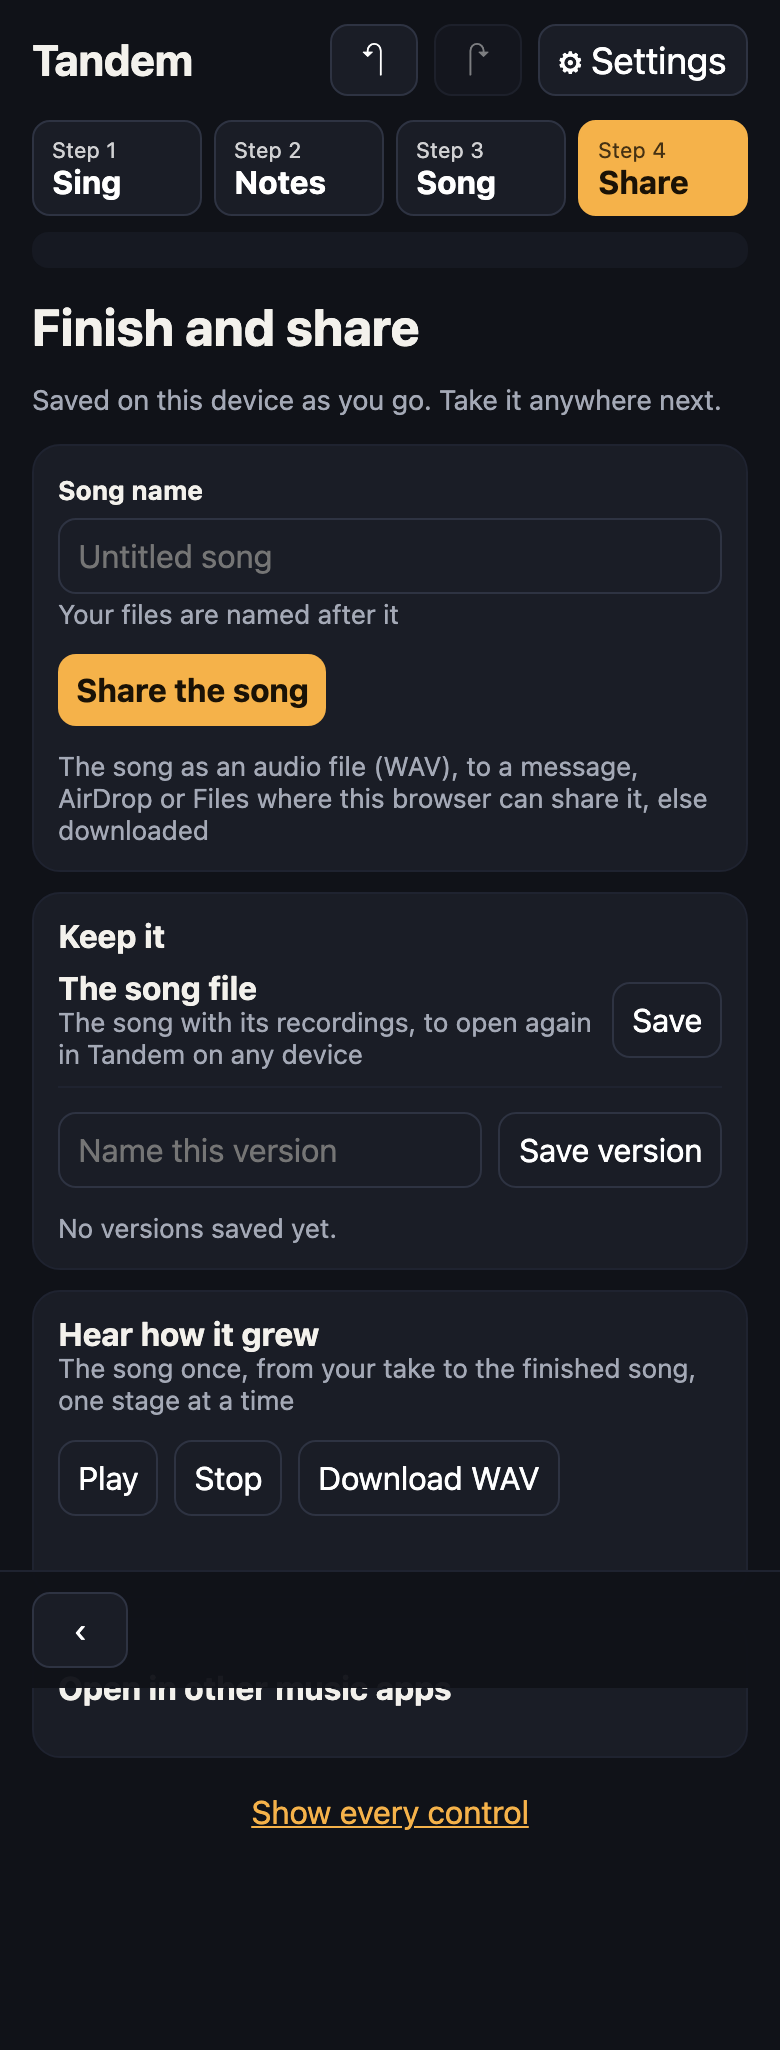 Tandem
⚙ Settings
Step 1
Sing
Step 2
Notes
Step 3
Song
Step 4
Share
Finish and share
Saved on this device as you go. Take it anywhere next.
Song name
Untitled song
Your files are named after it
Share the song
The song as an audio file (WAV), to a message,
AirDrop or Files where this browser can share it, else
downloaded
Keep it
The song file
The song with its recordings, to open again
in Tandem on any device
Save
Name this version
Save version
No versions saved yet.
Hear how it grew
The song once, from your take to the finished song,
one stage at a time
Play
Stop
Download WAV
‹
Open in other music apps
Show every control